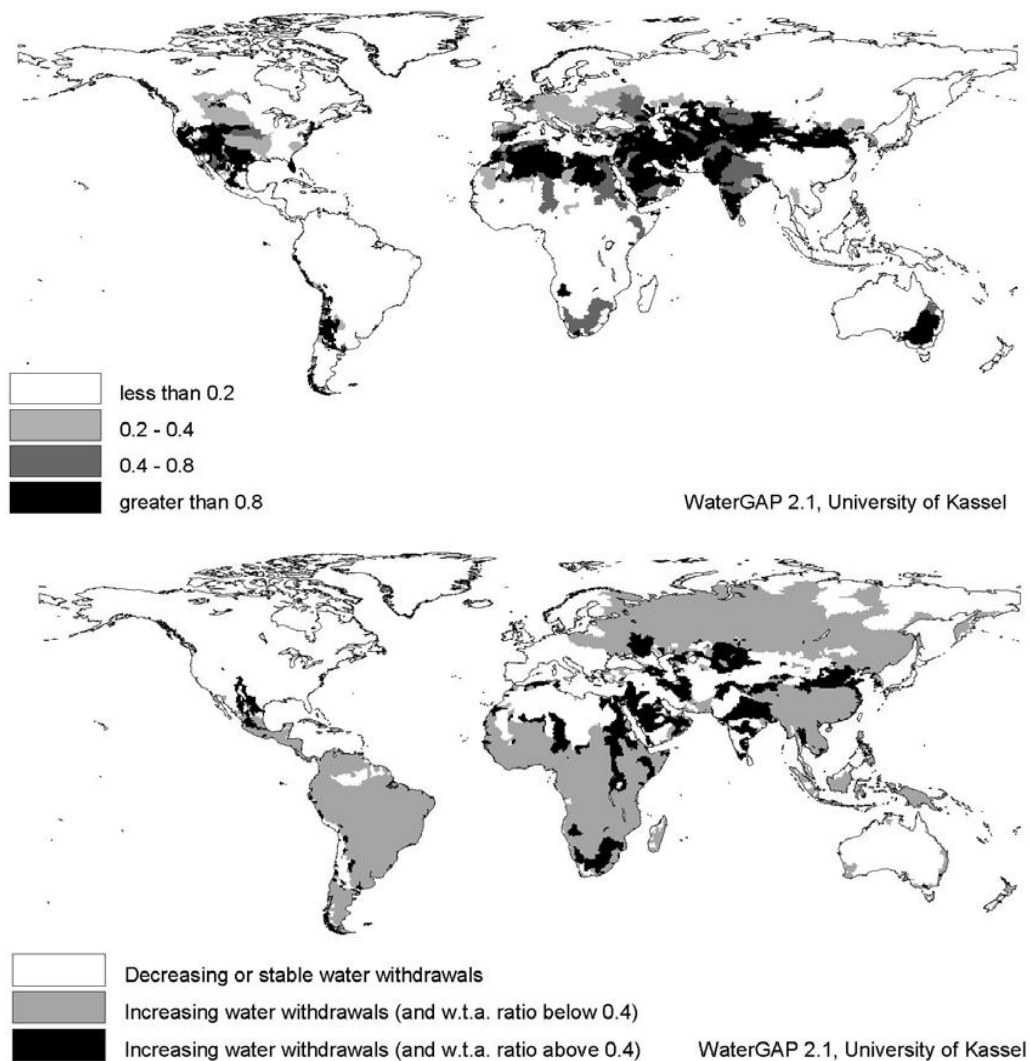 less than 0.2
0.2 - 0.4
0.4 - 0.8
greater than 0.8
WaterGAP 2.1, University of Kassel
Decreasing or stable water withdrawals
Increasing water withdrawals (and w.t.a. ratio below 0.4)
Increasing water withdrawals (and w.t.a. ratio above 0.4)
WaterGAP 2.1, University of Kassel